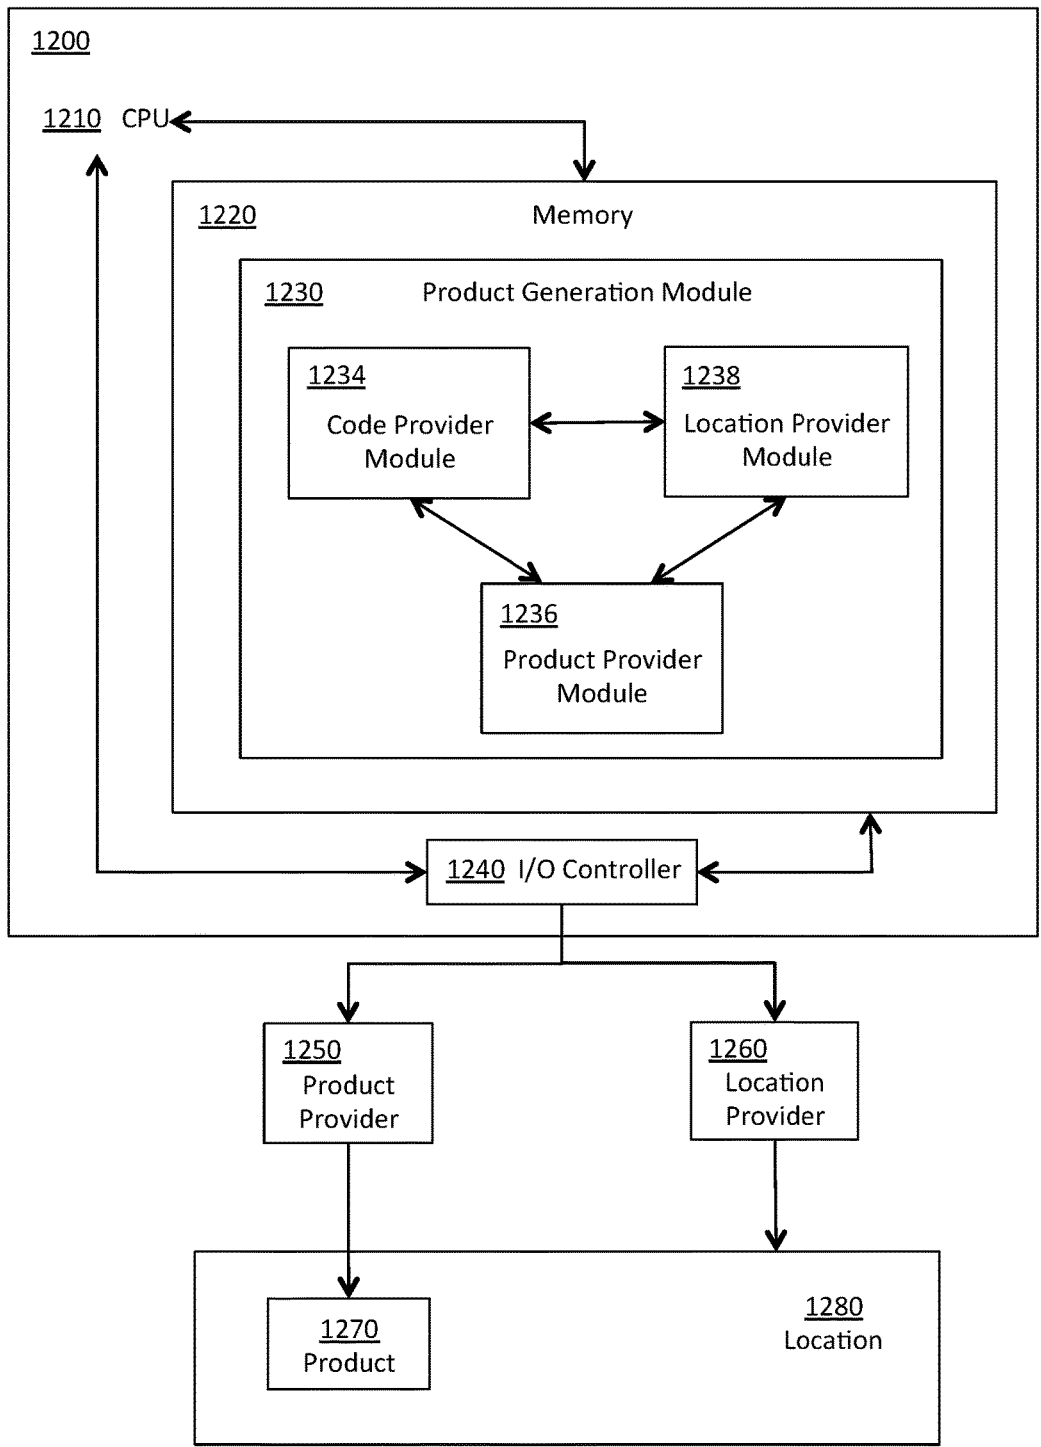 1200
1210 CPU
1220 Memory
1230 Product Generation Module
1234
Code Provider
Module
1238
Location Provider
Module
1236
Product Provider
Module
1240 I/O Controller
1250
Product
Provider
1260
Location
Provider
1270
Product
1280
Location